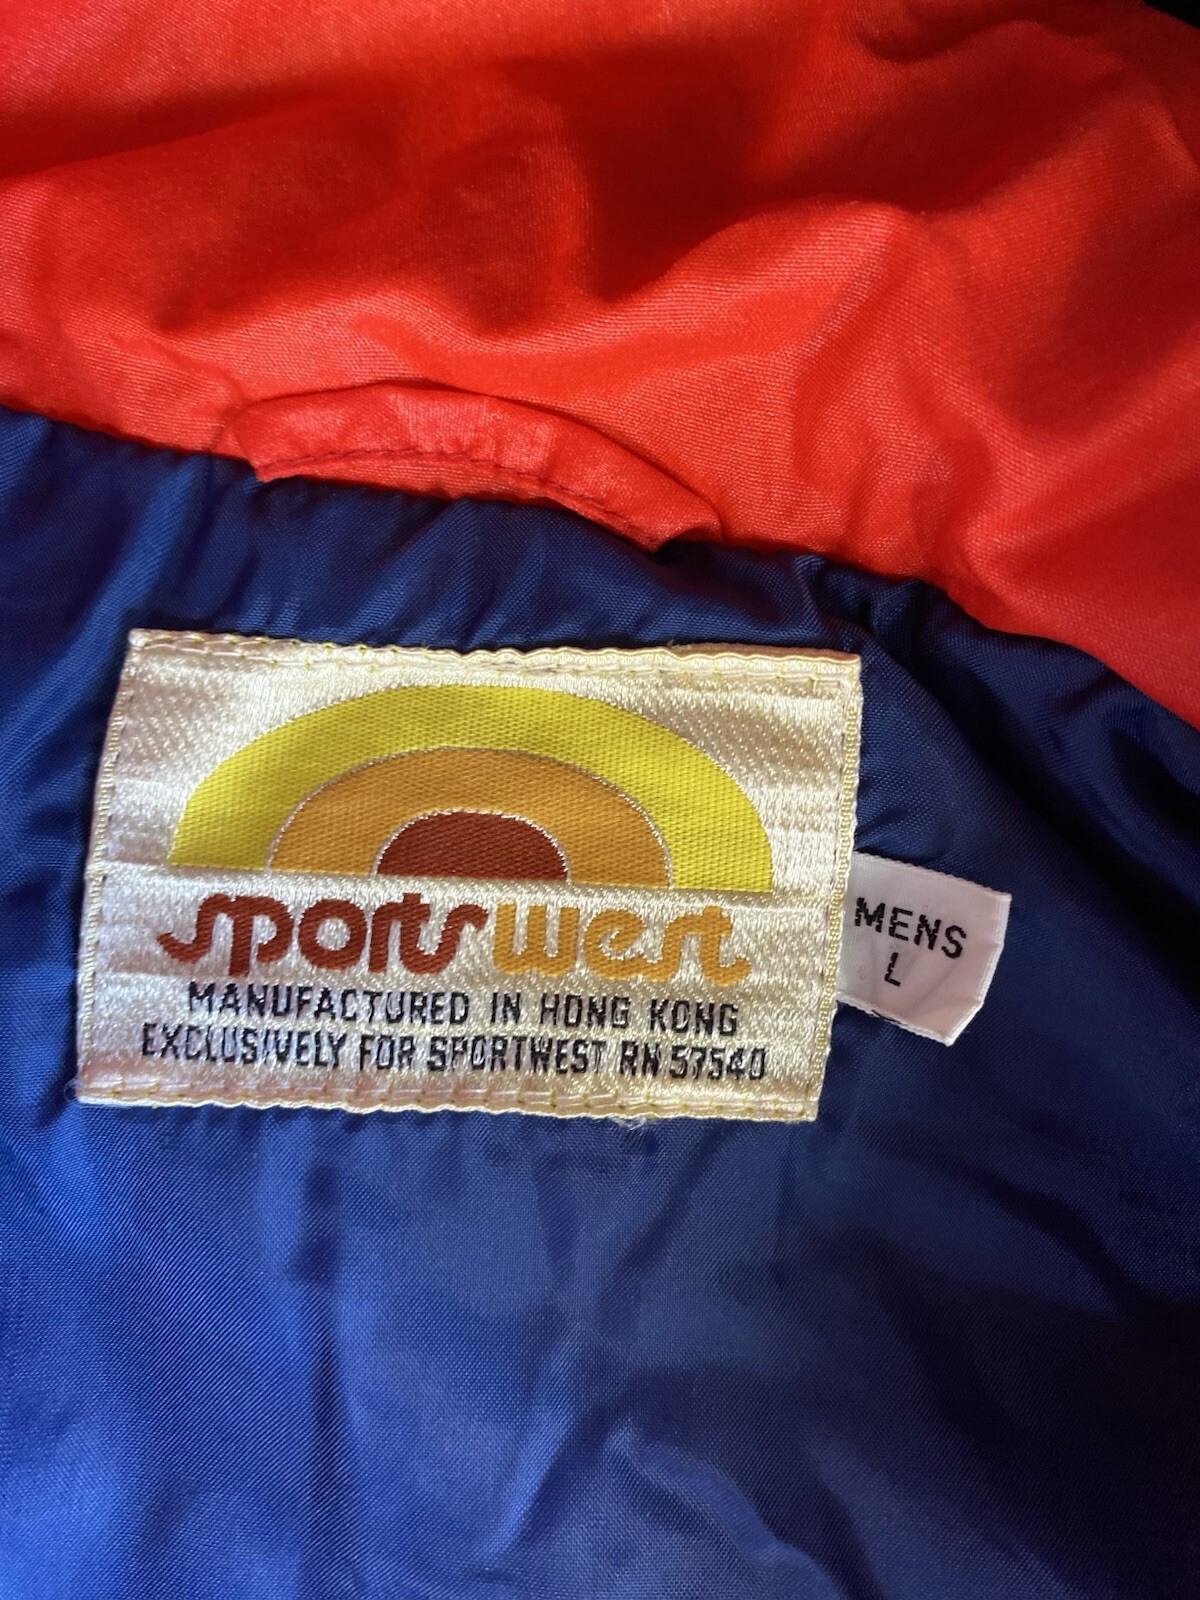 sportswest
MANUFACTURED IN HONG KONG
EXCLUSIVELY FOR SPORTWEST RN 57540
MENS
L